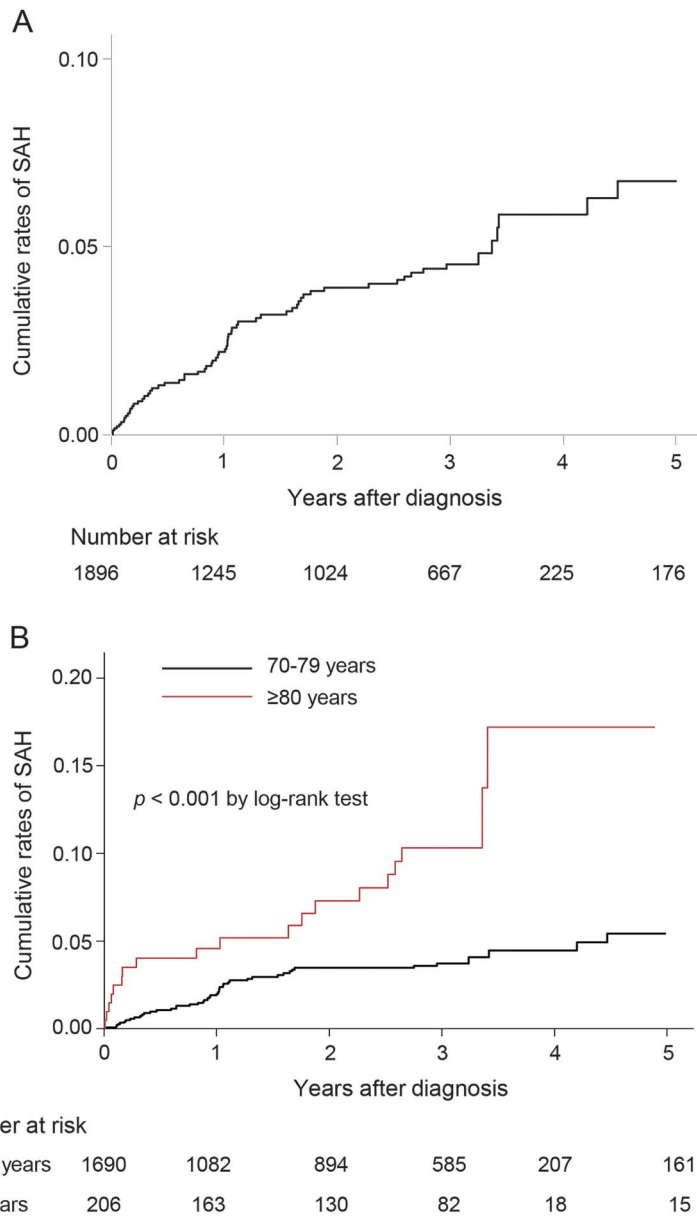 A
0.10
0.05
0.00
Cumulative rates of SAH
0 1 2 3 4 5
Years after diagnosis
Number at risk
1896 1245 1024 667 225 176
B
70-79 years
≥80 years
p < 0.001 by log-rank test
0.20
0.15
0.10
0.05
0.00
Cumulative rates of SAH
0 1 2 3 4 5
Years after diagnosis
er at risk
years 1690 1082 894 585 207 161
ars 206 163 130 82 18 15